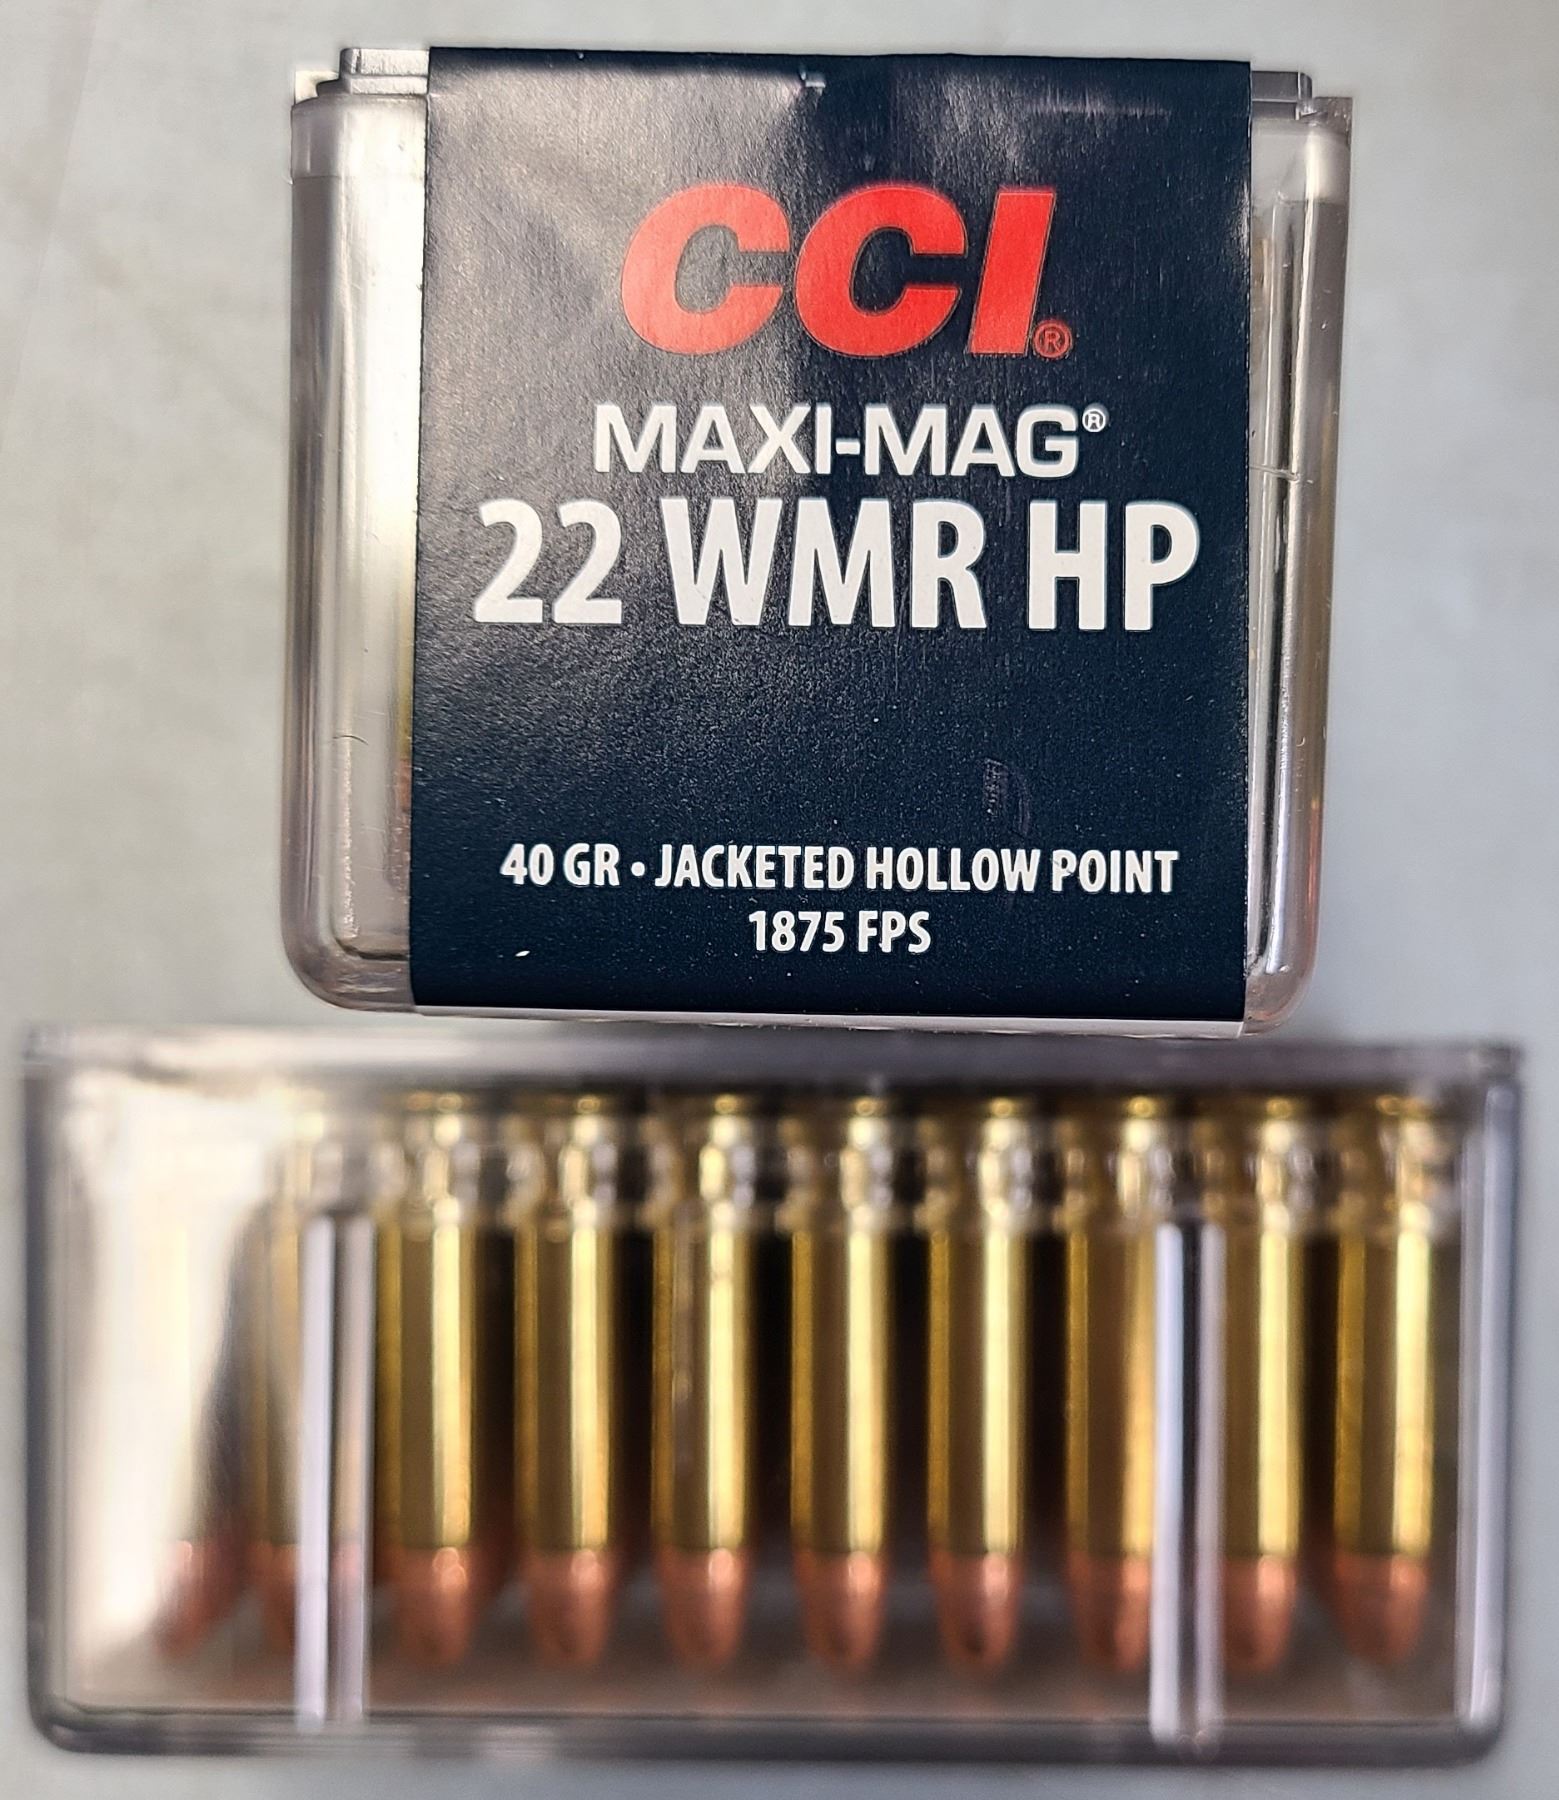 CCI®
MAXI-MAG®
22 WMR HP
40 GR • JACKETED HOLLOW POINT
1875 FPS